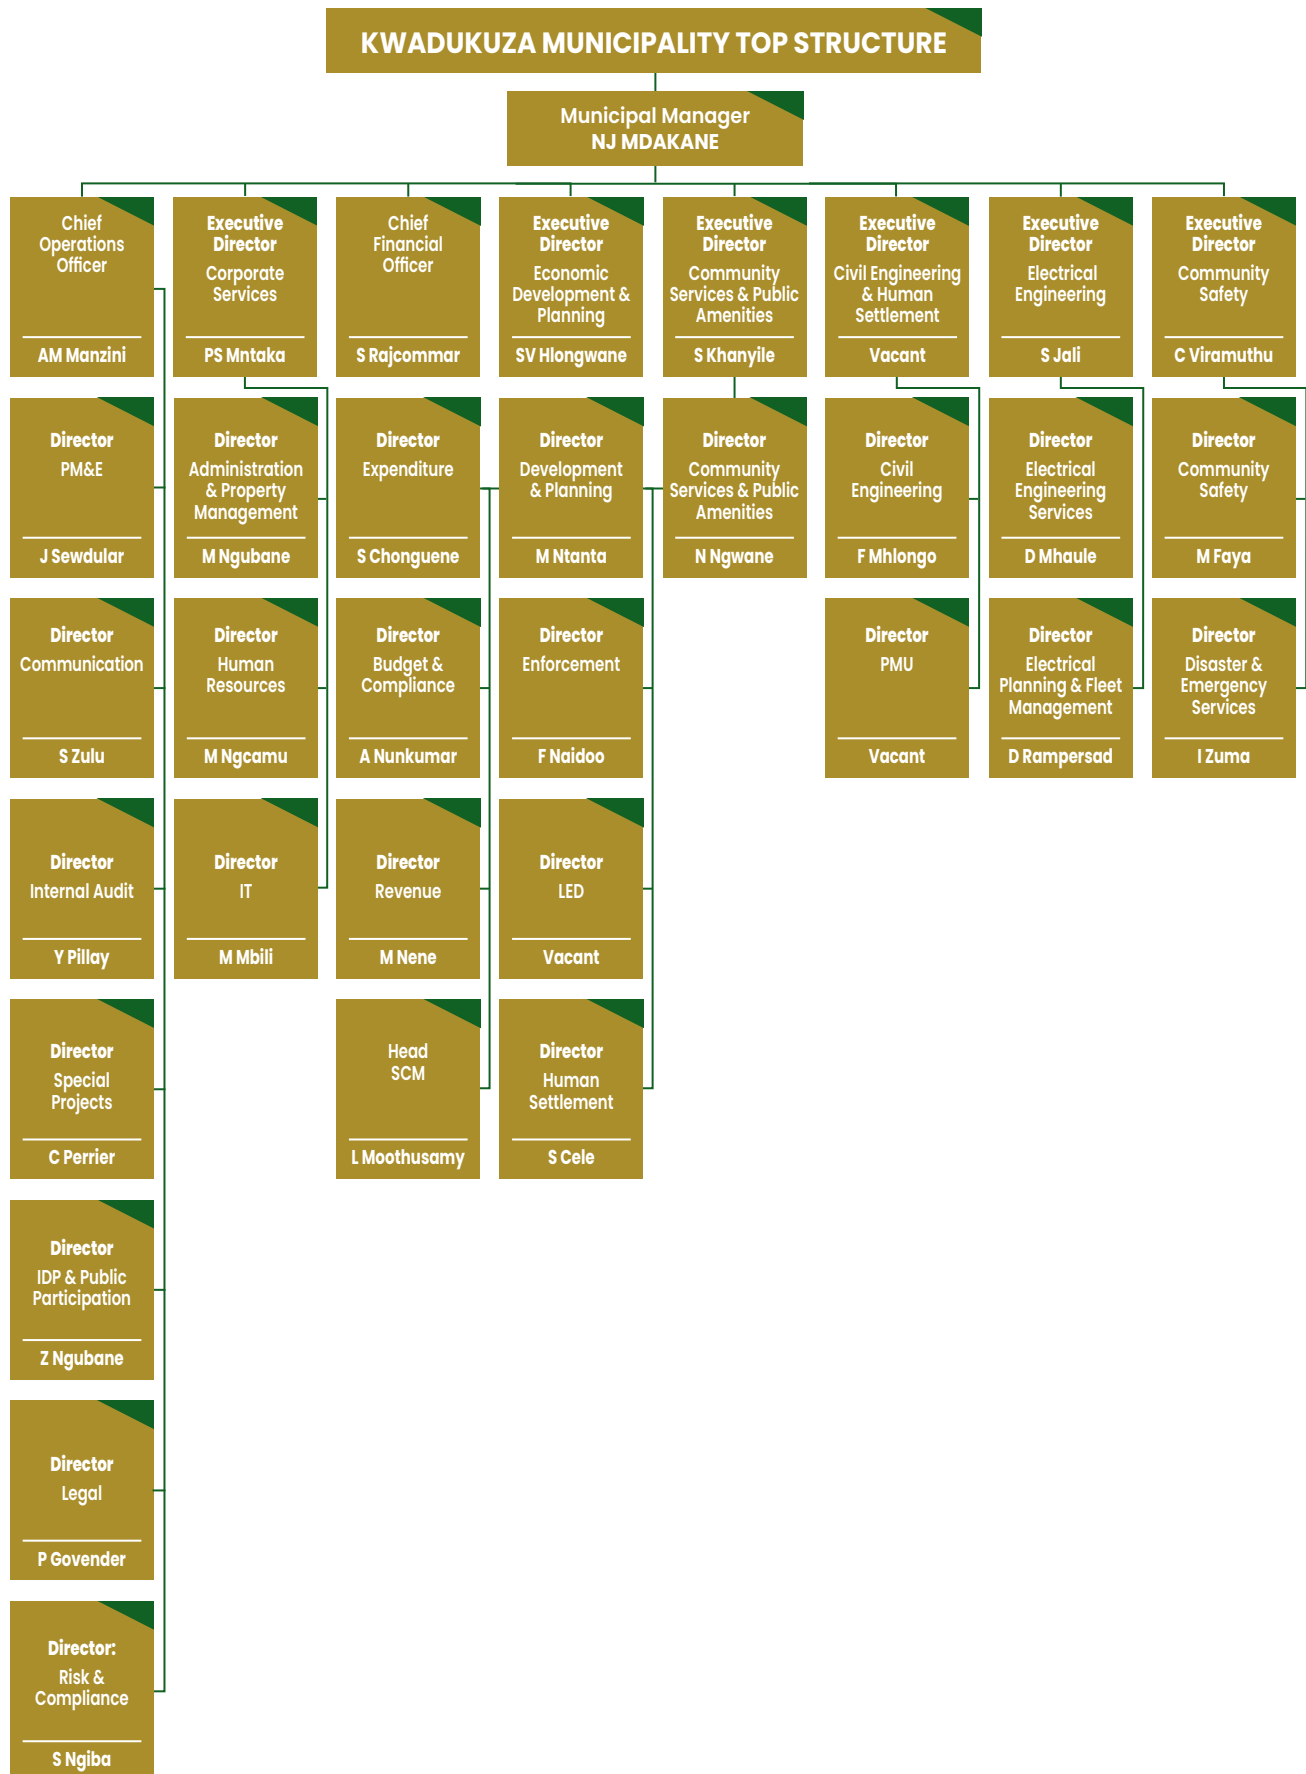 KWADUKUZA MUNICIPALITY TOP STRUCTURE
Municipal Manager
NJ MDAKANE
Chief
Operations
Officer
AM Manzini
Executive
Director
Corporate
Services
PS Mntaka
Chief
Financial
Officer
S Rajcommar
Executive
Director
Economic
Development &
Planning
SV Hlongwane
Executive
Director
Community
Services & Public
Amenities
S Khanyile
Executive
Director
Civil Engineering
& Human
Settlement
Vacant
Executive
Director
Electrical
Engineering
S Jali
Executive
Director
Community
Safety
C Viramuthu
Director
PM&E
J Sewdular
Director
Administration
& Property
Management
M Ngubane
Director
Expenditure
S Chonguene
Director
Development
& Planning
M Ntanta
Director
Community
Services & Public
Amenities
N Ngwane
Director
Civil
Engineering
F Mhlongo
Director
Electrical
Engineering
Services
D Mhaule
Director
Community
Safety
M Faya
Director
Communication
S Zulu
Director
Human
Resources
M Ngcamu
Director
Budget &
Compliance
A Nunkumar
Director
Enforcement
F Naidoo
Director
PMU
Vacant
Director
Electrical
Planning & Fleet
Management
D Rampersad
Director
Disaster &
Emergency
Services
I Zuma
Director
Internal Audit
Y Pillay
Director
IT
M Mbili
Director
Revenue
M Nene
Director
LED
Vacant
Director
Special
Projects
C Perrier
Head
SCM
L Moothusamy
Director
Human
Settlement
S Cele
Director
IDP & Public
Participation
Z Ngubane
Director
Legal
P Govender
Director:
Risk &
Compliance
S Ngiba